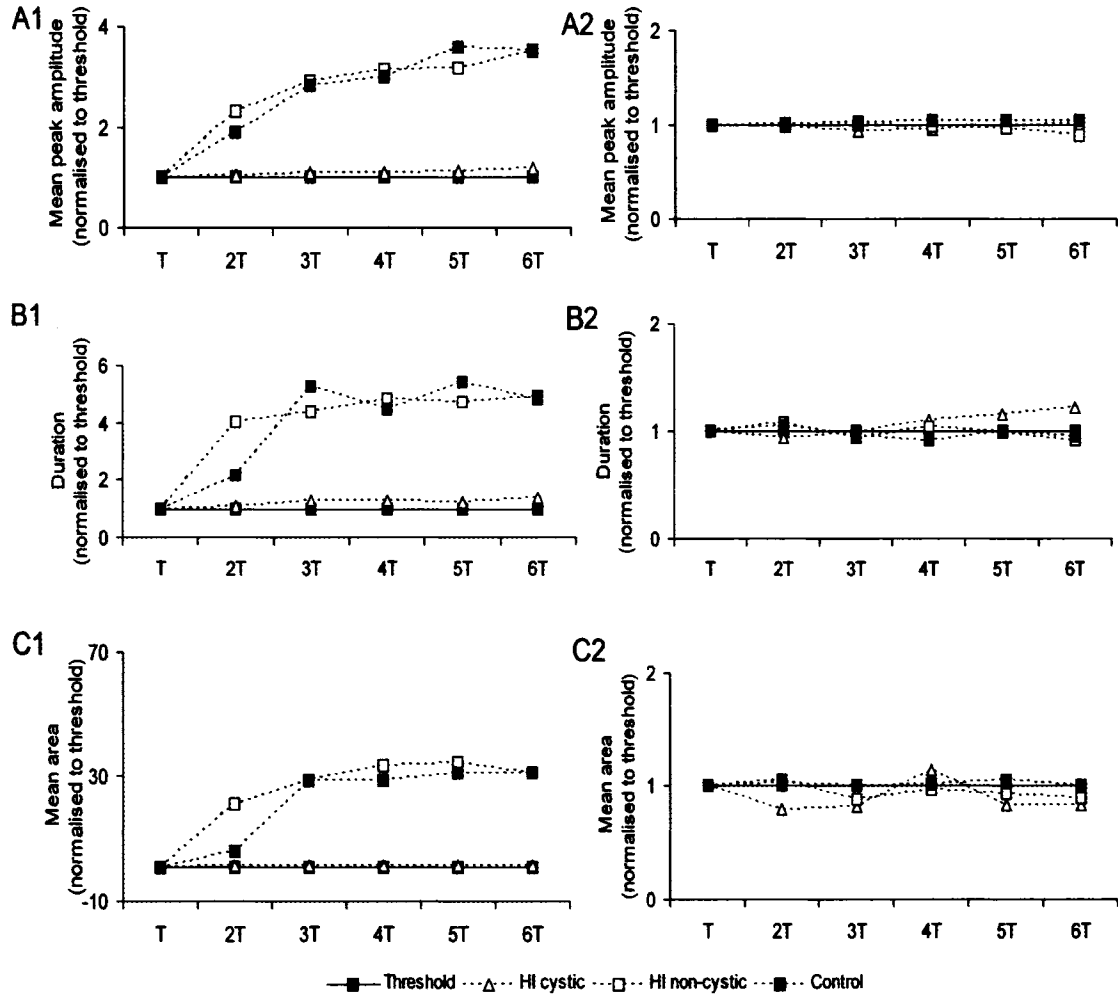 A1
Mean peak amplitude
(normalised to threshold)
4
2
0
T 2T 3T 4T 5T 6T
A2
Mean peak amplitude
(normalised to threshold)
2
1
0
T 2T 3T 4T 5T 6T
B1
Duration
(normalised to threshold)
6
4
2
0
T 2T 3T 4T 5T 6T
B2
Duration
(normalised to threshold)
2
1
0
T 2T 3T 4T 5T 6T
C1
Mean area
(normalised to threshold)
70
30
-10
T 2T 3T 4T 5T 6T
C2
Mean area
(normalised to threshold)
2
1
0
T 2T 3T 4T 5T 6T
Threshold HI cystic HI non-cystic Control